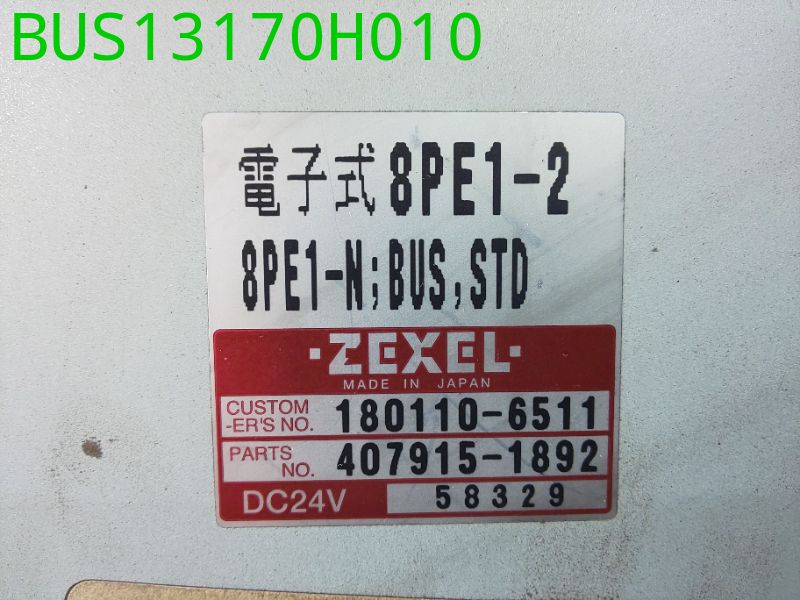 BUS13170H010
電子式8PE1-2
8PE1-N;BUS,STD
·ZEXEL·
MADE IN JAPAN
CUSTOM
-ER'S NO. 180110-6511
PARTS
NO. 407915-1892
DC24V 58329